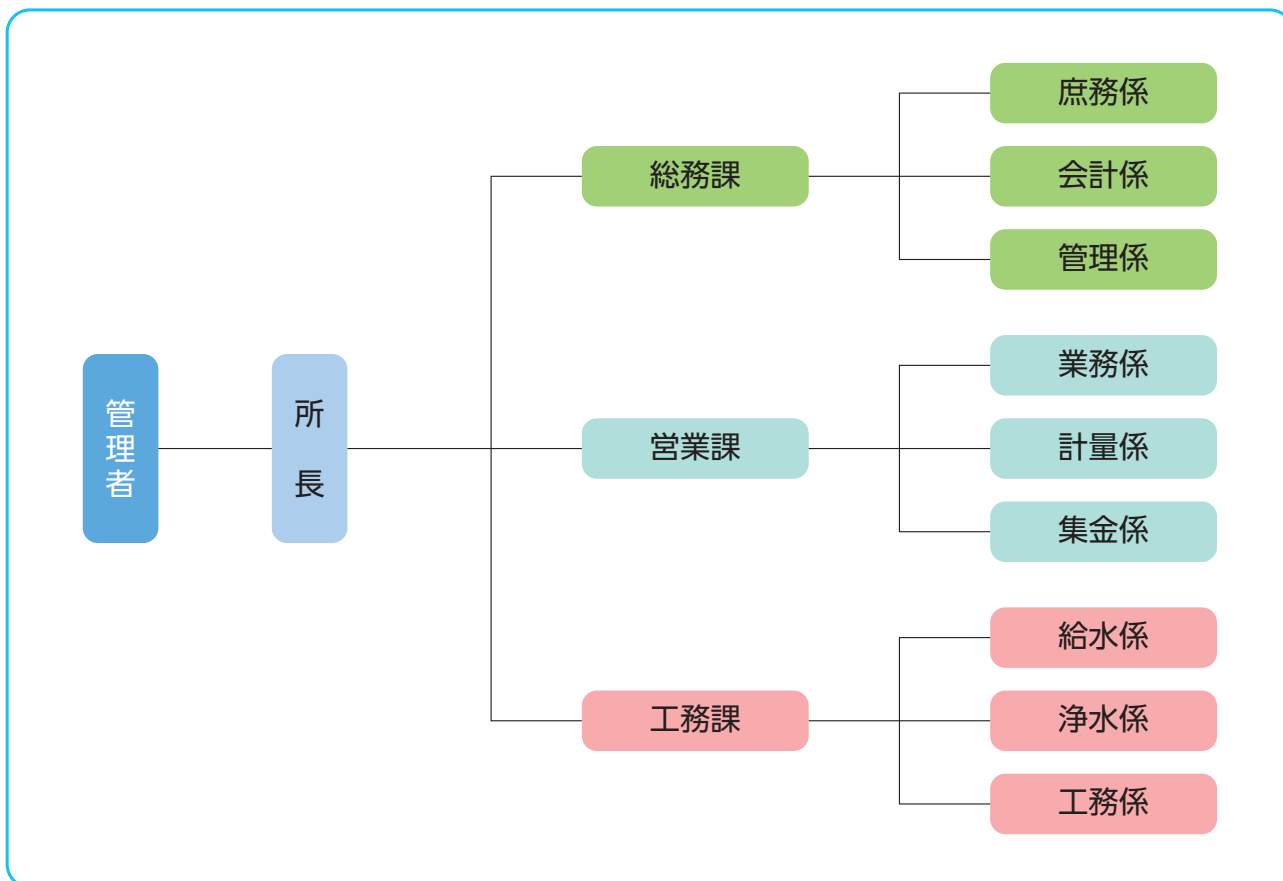 管理者
所長
総務課
庶務係
会計係
管理係
営業課
業務係
計量係
集金係
工務課
給水係
浄水係
工務係